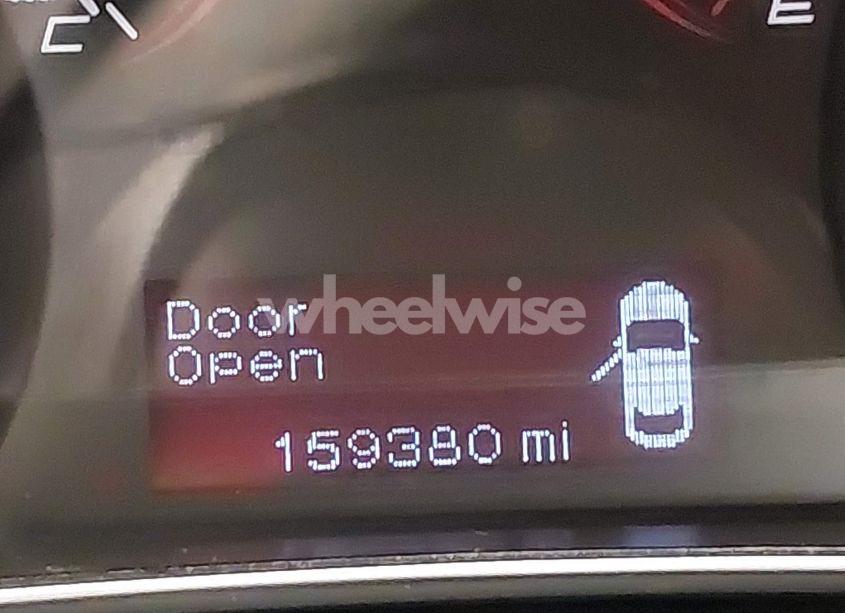 C
E
wheelwise
Door
Open
159380 mi